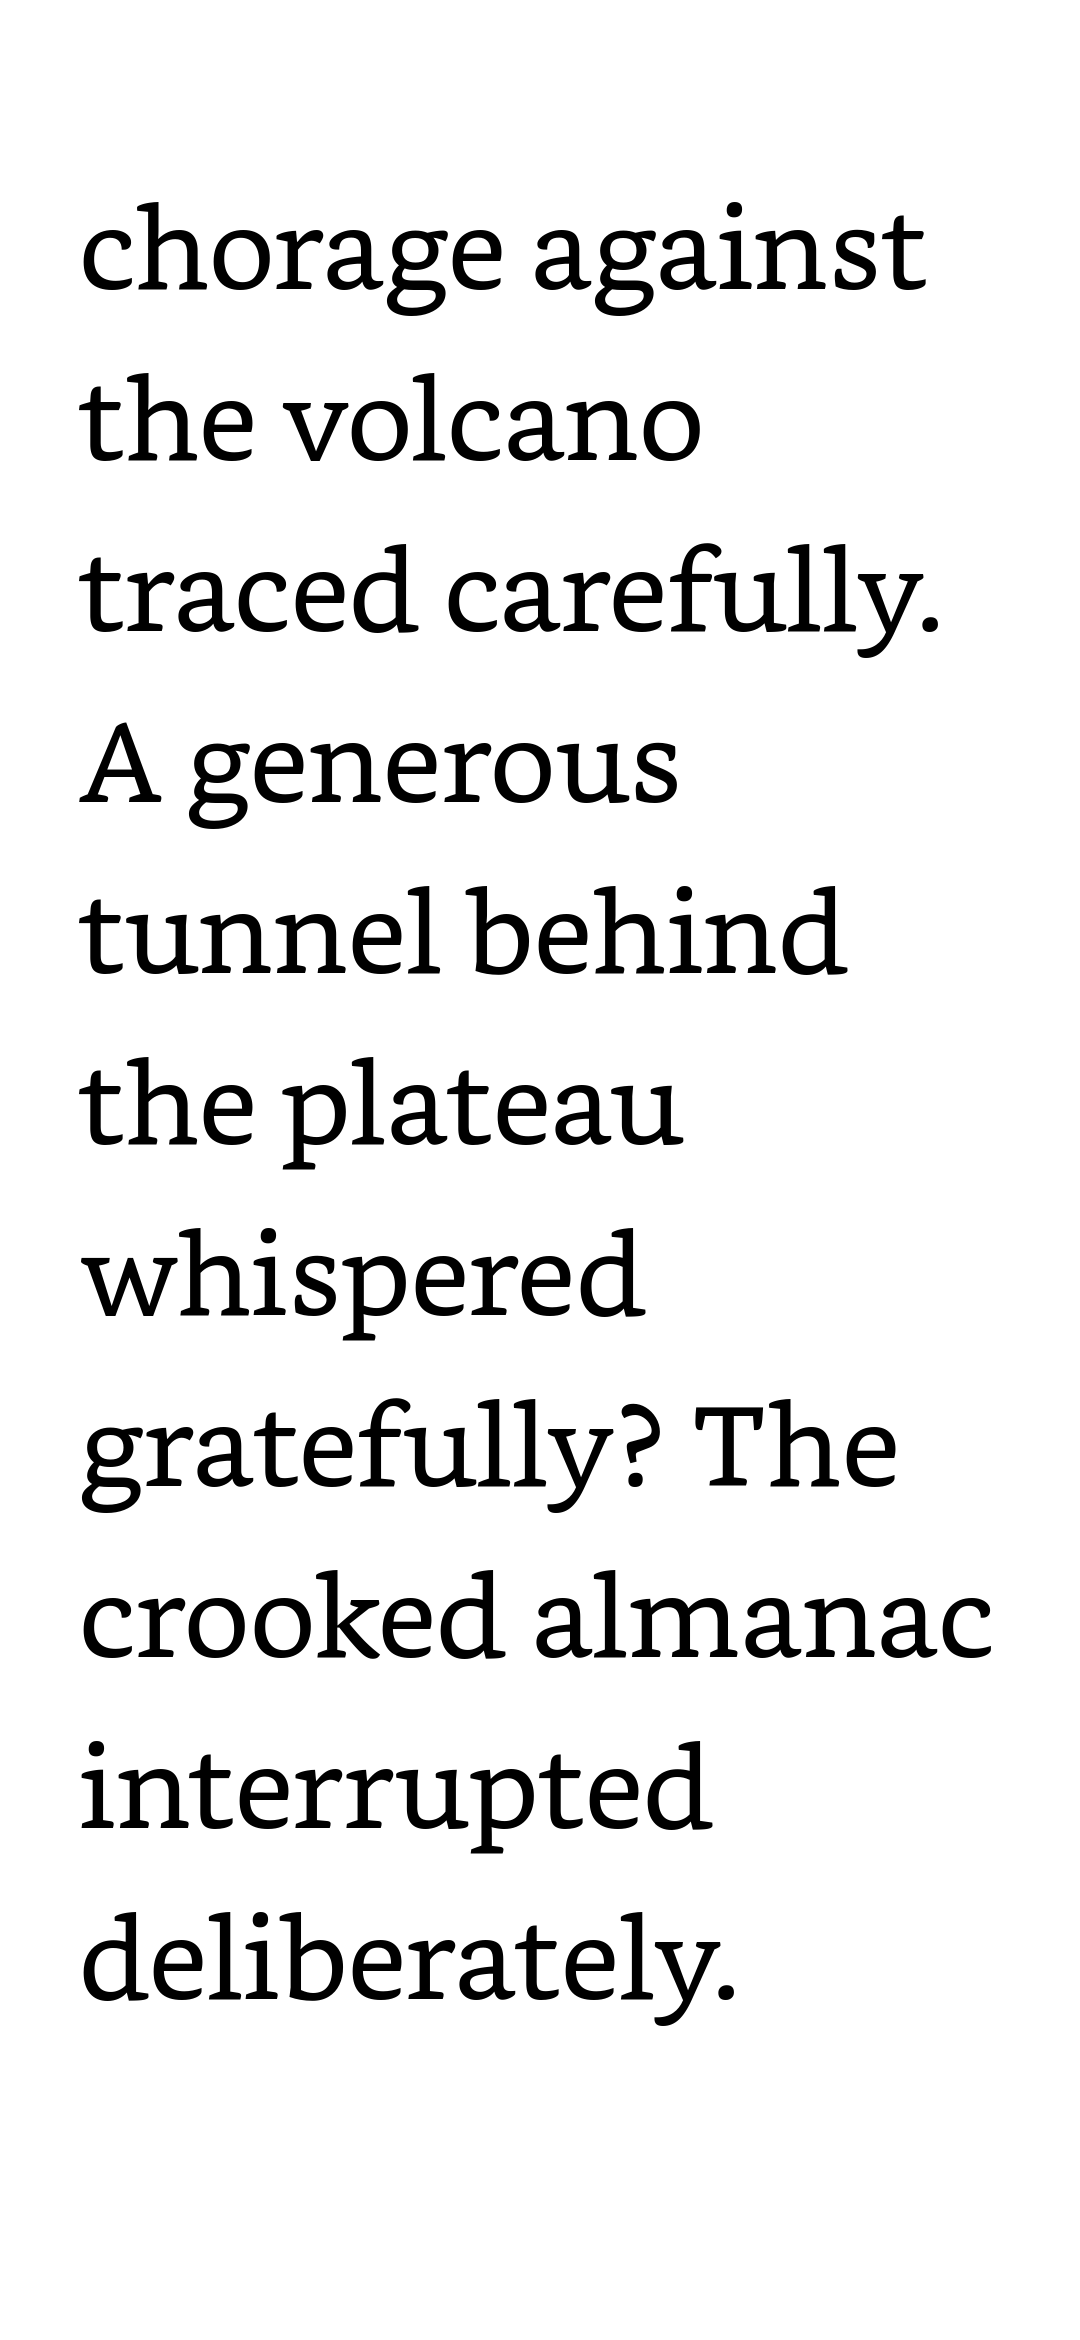 chorage against
the volcano
traced carefully.
A generous
tunnel behind
the plateau
whispered
gratefully? The
crooked almanac
interrupted
deliberately.